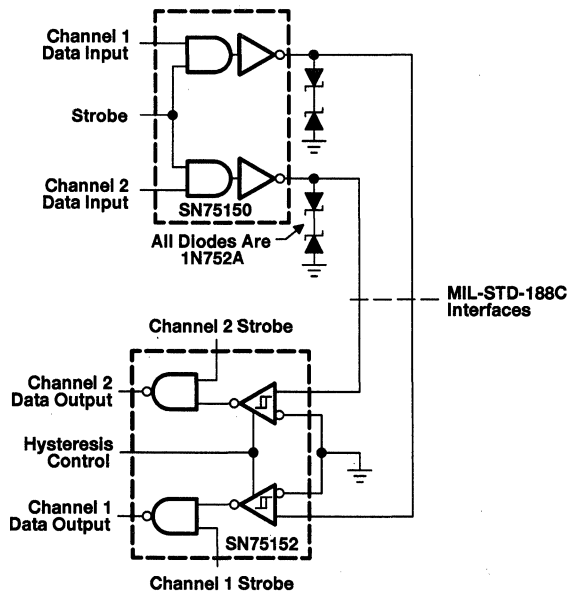 Channel 1
Data Input
Strobe
Channel 2
Data Input
SN75150
All Diodes Are
1N752A
MIL-STD-188C
Interfaces
Channel 2 Strobe
Channel 2
Data Output
Hysteresis
Control
Channel 1
Data Output
SN75152
Channel 1 Strobe